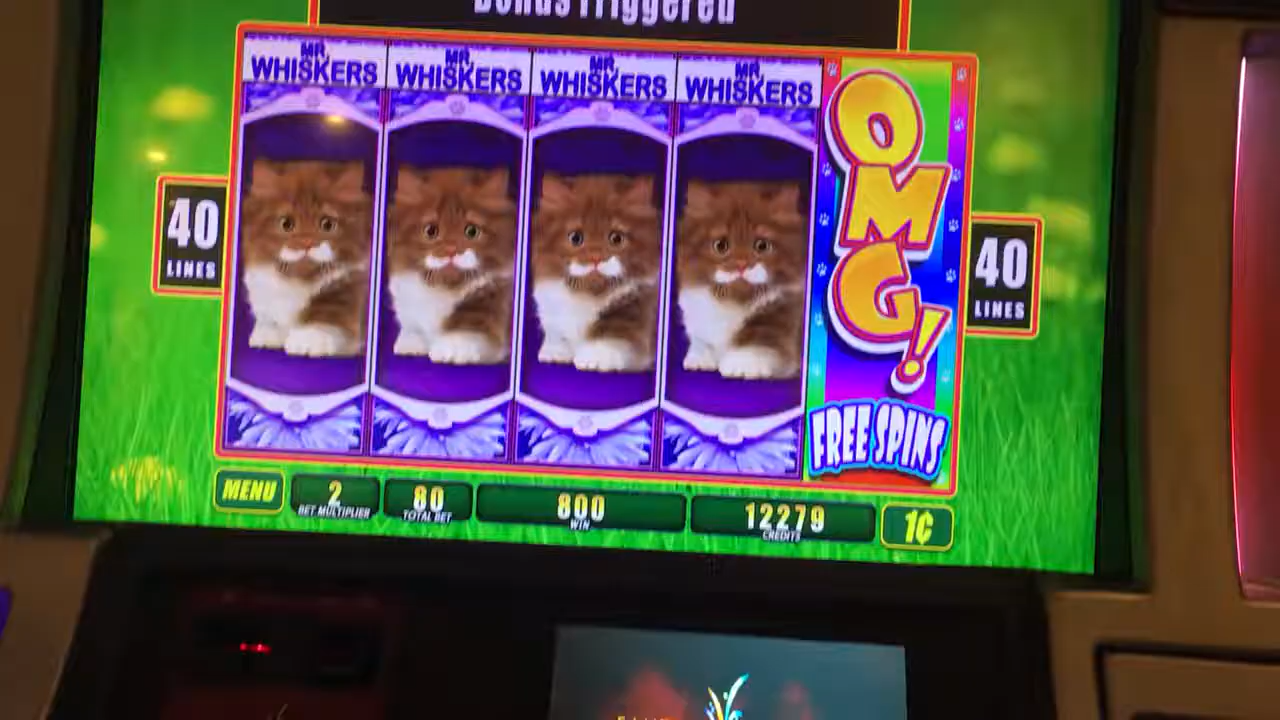 Bonus Triggered
MR. WHISKERS
MR. WHISKERS
MR. WHISKERS
MR. WHISKERS
OMG!
FREE SPINS
40 LINES
40 LINES
MENU
2
BET MULTIPLIER
80
TOTAL BET
800
WIN
12279
CREDITS
1¢